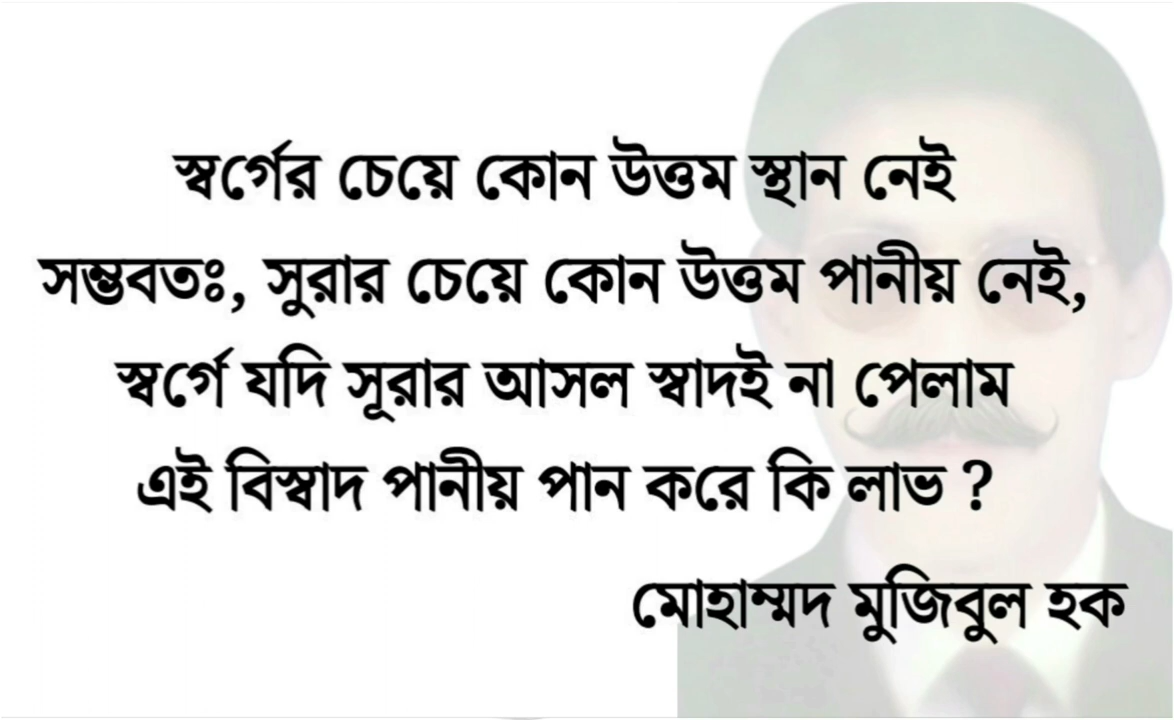 স্বর্গের চেয়ে কোন উত্তম স্থান নেই
সম্ভবতঃ, সুরার চেয়ে কোন উত্তম পানীয় নেই,
স্বর্গে যদি সূরার আসল স্বাদই না পেলাম
এই বিস্বাদ পানীয় পান করে কি লাভ ?
মোহাম্মদ মুজিবুল হক